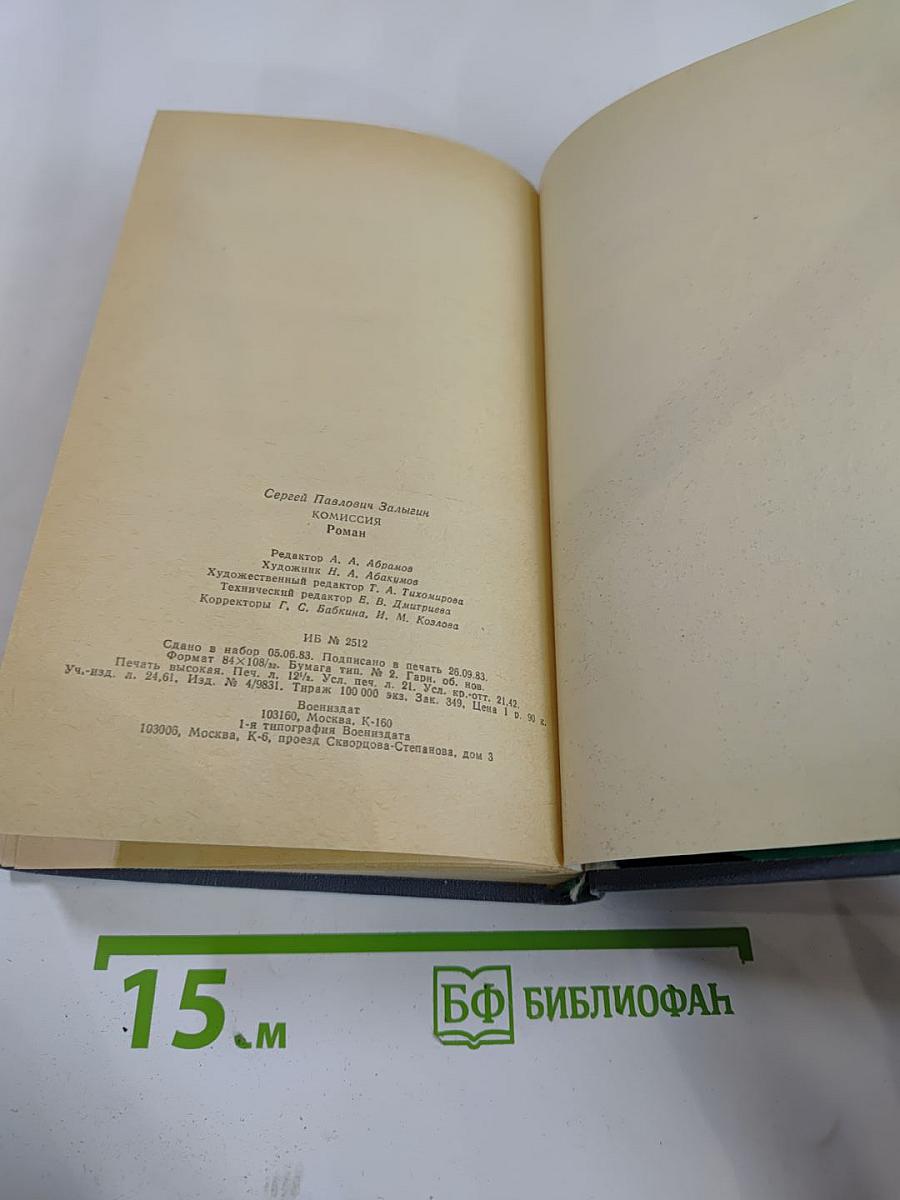 Сергей Павлович Залыгин
КОМИССИЯ
Роман
Редактор А. А. Абрамов
Художник Н. А. Абакумов
Художественный редактор Т. А. Тихомирова
Технический редактор Е. В. Дмитриева
Корректоры Г. С. Бабкина, И. М. Козлова
ИБ № 2512
Сдано в набор 05.06.83. Подписано в печать 26.09.83.
Формат 84×108/₃₂. Бумага тип. № 2. Гарн. об. нов.
Печать высокая. Печ. л. 12¹/₂. Усл. печ. л. 21. Усл. кр.-отт. 21,42.
Уч.-изд. л. 24,61. Изд. № 4/9831. Тираж 100 000 экз. Зак. 349. Цена 1 р. 90 к.
Воениздат
103160, Москва, К-160
1-я типография Воениздата
103006, Москва, К-6, проезд Скворцова-Степанова, дом 3
15 см
БФ БИБЛИОФАН